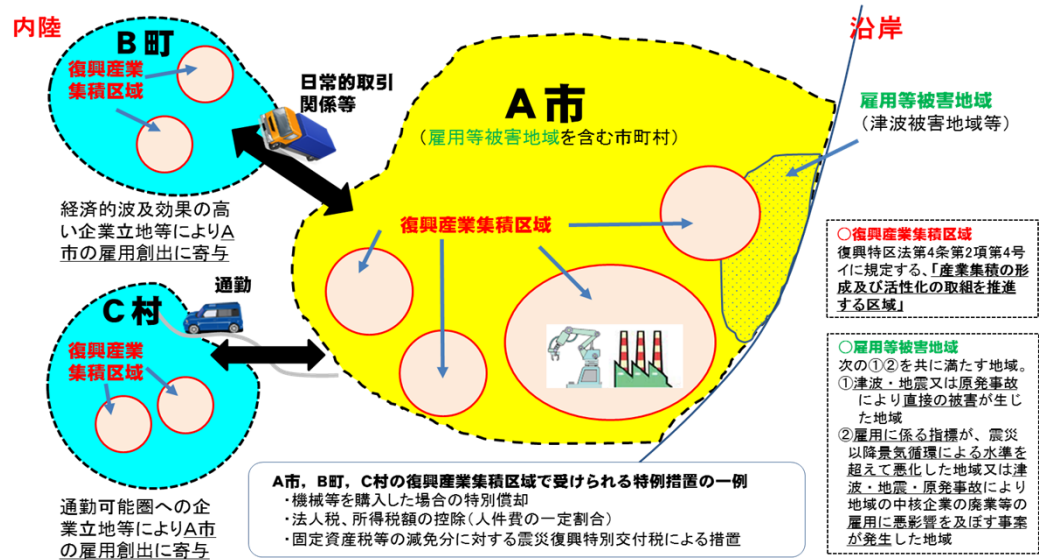 内陸
沿岸
B町
復興産業
集積区域
日常的取引
関係等
A市
（雇用等被害地域を含む市町村）
雇用等被害地域
（津波被害地域等）
経済的波及効果の高
い企業立地等によりA
市の雇用創出に寄与
復興産業集積区域
通勤
C村
復興産業
集積区域
通勤可能圏への企
業立地等によりA市
の雇用創出に寄与
○復興産業集積区域
復興特区法第4条第2項第4号
イに規定する、「産業集積の形
成及び活性化の取組を推進
する区域」
○雇用等被害地域
次の①②を共に満たす地域。
①津波・地震又は原発事故
により直接の被害が生じ
た地域
②雇用に係る指標が、震災
以降景気循環による水準を
超えて悪化した地域又は津
波・地震・原発事故により
地域の中核企業の廃業等の
雇用に悪影響を及ぼす事案
が発生した地域
A市，B町，C村の復興産業集積区域で受けられる特例措置の一例
・機械等を購入した場合の特別償却
・法人税、所得税額の控除（人件費の一定割合）
・固定資産税等の減免分に対する震災復興特別交付税による措置